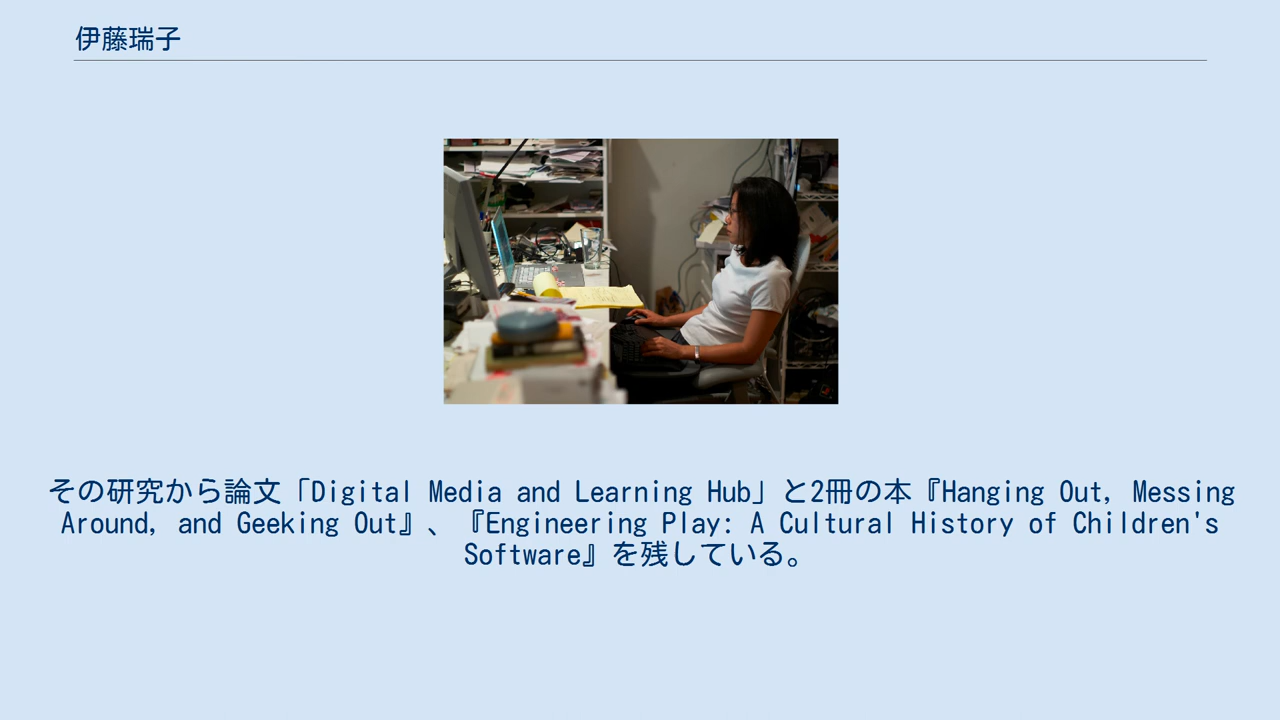 伊藤瑞子
その研究から論文「Digital Media and Learning Hub」と2冊の本『Hanging Out, Messing
Around, and Geeking Out』、『Engineering Play: A Cultural History of Children's
Software』を残している。